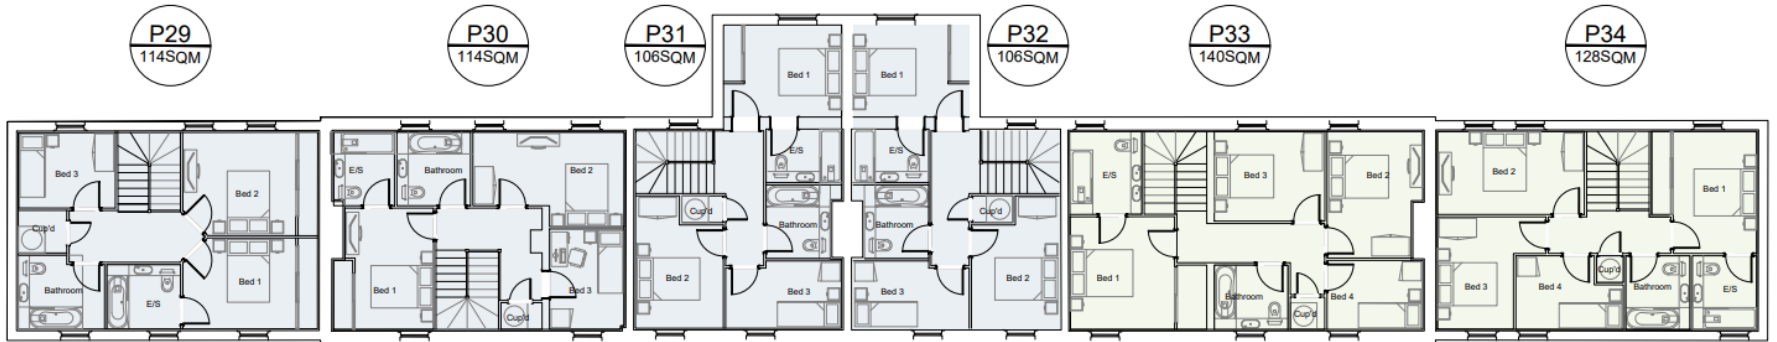 P29
114SQM
P30
114SQM
P31
106SQM
P32
106SQM
P33
140SQM
P34
128SQM
Bed 3
Bed 2
Cup'd
Bed 1
Bathroom
E/S
E/S
Bathroom
Bed 2
Bed 1
Bed 3
Cup'd
Bed 1
E/S
Cup'd
Bathroom
Bed 2
Bed 3
Bed 1
E/S
Cup'd
Bathroom
Bed 2
Bed 3
E/S
Bed 3
Bed 2
Bed 1
Bathroom
Cup'd
Bed 4
Bed 2
Bed 1
Bed 3
Bed 4
Cup'd
Bathroom
E/S